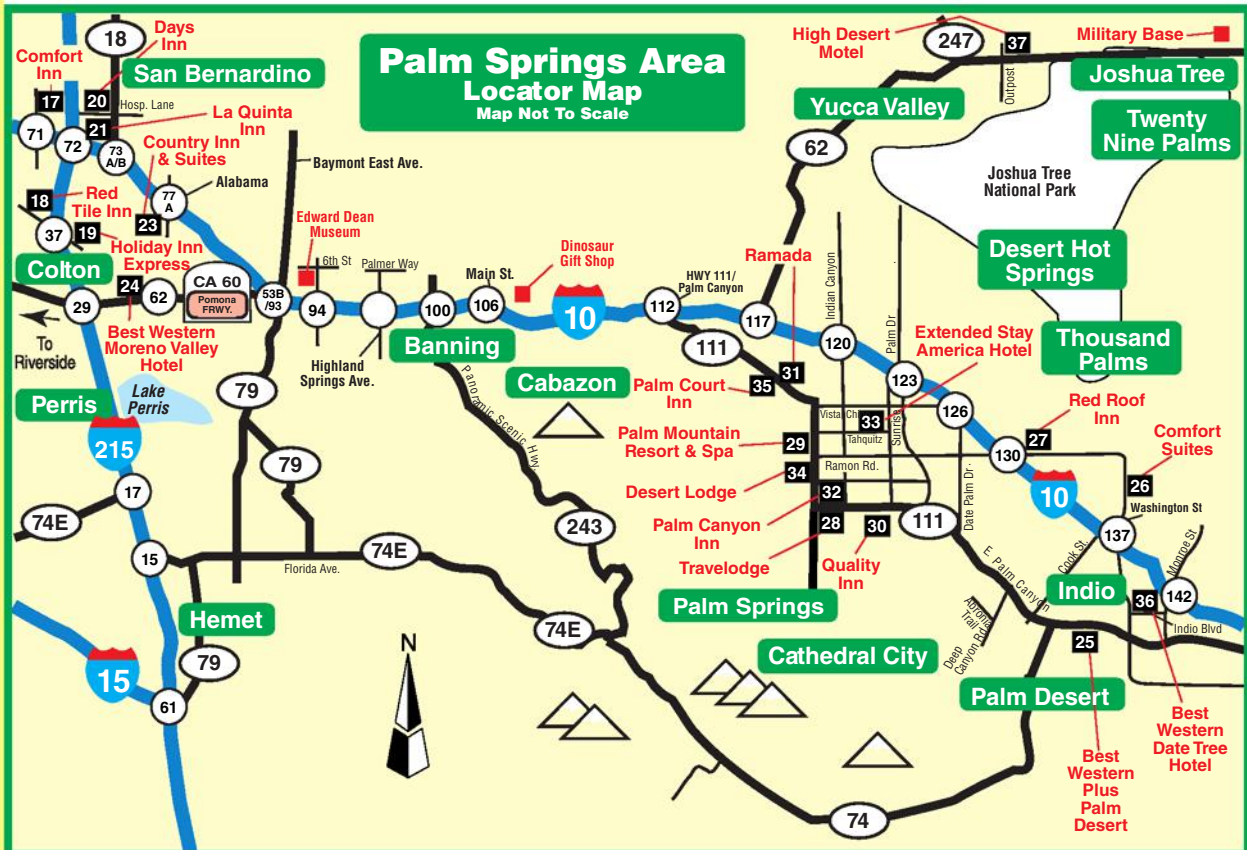 Palm Springs Area
Locator Map
Map Not To Scale
18
Days
Inn
Comfort
Inn
San Bernardino
17
20
Hosp. Lane
21
La Quinta
Inn
71
72
73
A/B
Country Inn
& Suites
77
A
Alabama
Baymont East Ave.
18
Red
Tile Inn
23
37
19
Holiday Inn
Express
Colton
24
62
CA 60
Pomona
FRWY.
29
To
Riverside
Best Western
Moreno Valley
Hotel
53B
/93
Edward Dean
Museum
6th St
94
Palmer Way
Highland
Springs Ave.
100
Main St.
106
Dinosaur
Gift Shop
10
Banning
Cabazon
Perris
Lake
Perris
215
79
79
17
74E
15
Florida Ave.
74E
Hemet
79
15
61
Panoramic Scenic Hwy.
243
74E
N
74
High Desert
Motel
247
37
Outpost
Military Base
Joshua Tree
Yucca Valley
Twenty
Nine Palms
62
Joshua Tree
National Park
Desert Hot
Springs
Thousand
Palms
HWY 111/
Palm Canyon
112
111
Ramada
117
Indian Canyon
120
Palm Dr
123
Extended Stay
America Hotel
31
35
Palm Court
Inn
Vista Chi
33
Tahquitz
Sunrise
126
Red Roof
Inn
27
130
Palm Mountain
Resort & Spa
29
Ramon Rd.
34
Desert Lodge
32
Palm Canyon
Inn
28
30
Travelodge
Quality
Inn
111
Date Palm Dr.
10
Comfort
Suites
26
Washington St
137
Palm Springs
E. Palm Canyon
Cook St.
Monroe St
Indio
142
36
Indio Blvd
25
Deep
Canyon Rd.
Cathedral City
Palm Desert
Best
Western
Date Tree
Hotel
Best
Western
Plus
Palm
Desert